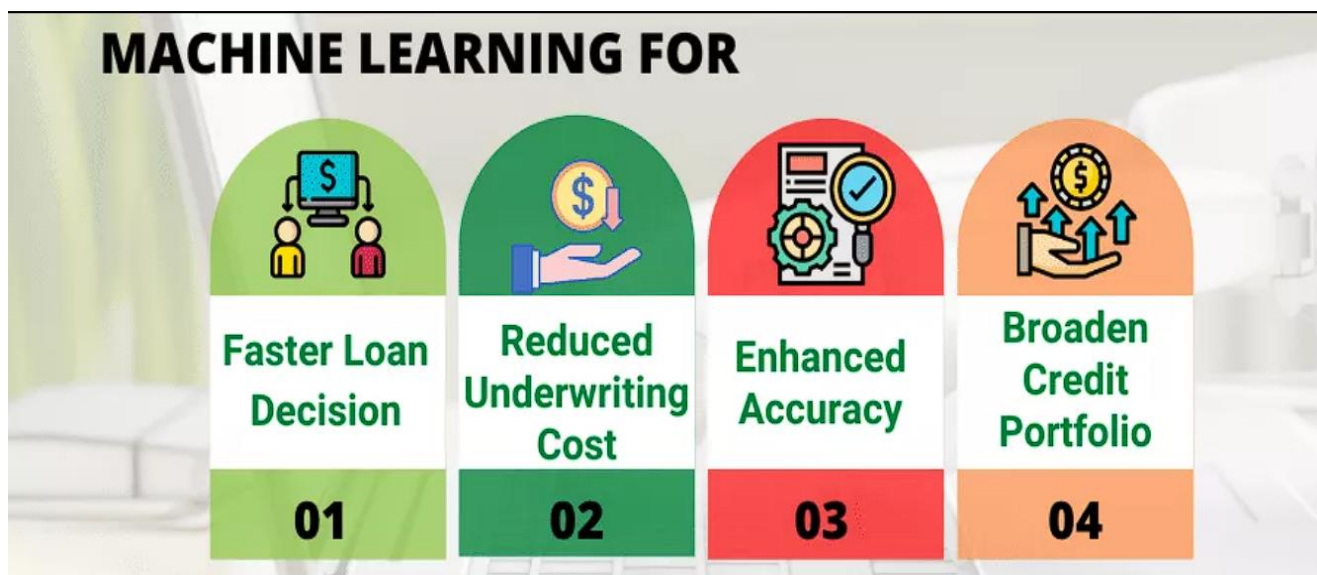 MACHINE LEARNING FOR
Faster Loan
Decision
01
Reduced
Underwriting
Cost
02
Enhanced
Accuracy
03
Broaden
Credit
Portfolio
04